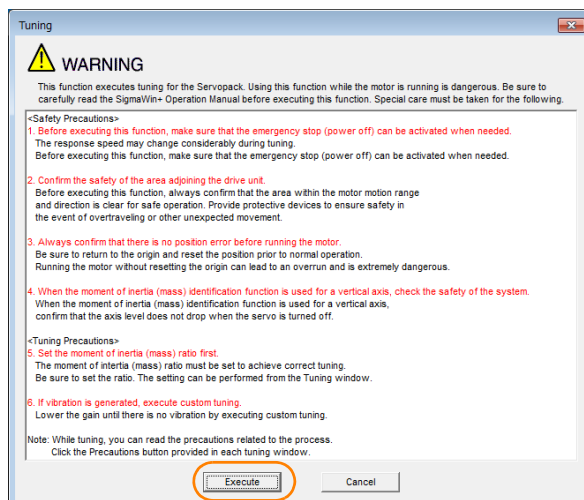 Tuning
WARNING
This function executes tuning for the Servopack. Using this function while the motor is running is dangerous. Be sure to
carefully read the SigmaWin+ Operation Manual before executing this function. Special care must be taken for the following.
<Safety Precautions>
1. Before executing this function, make sure that the emergency stop (power off) can be activated when needed.
The response speed may change considerably during tuning.
Before executing this function, make sure that the emergency stop (power off) can be activated when needed.
2. Confirm the safety of the area adjoining the drive unit.
Before executing this function, always confirm that the area within the motor motion range
and direction is clear for safe operation. Provide protective devices to ensure safety in
the event of overtraveling or other unexpected movement.
3. Always confirm that there is no position error before running the motor.
Be sure to return to the origin and reset the position prior to normal operation.
Running the motor without resetting the origin can lead to an overrun and is extremely dangerous.
4. When the moment of inertia (mass) identification function is used for a vertical axis, check the safety of the system.
When the moment of inertia (mass) identification function is used for a vertical axis,
confirm that the axis level does not drop when the servo is turned off.
<Tuning Precautions>
5. Set the moment of inertia (mass) ratio first.
The moment of intertia (mass) ratio must be set to achieve correct tuning.
Be sure to set the ratio. The setting can be performed from the Tuning window.
6. If vibration is generated, execute custom tuning.
Lower the gain until there is no vibration by executing custom tuning.
Note: While tuning, you can read the precautions related to the process.
Click the Precautions button provided in each tuning window.
Execute Cancel